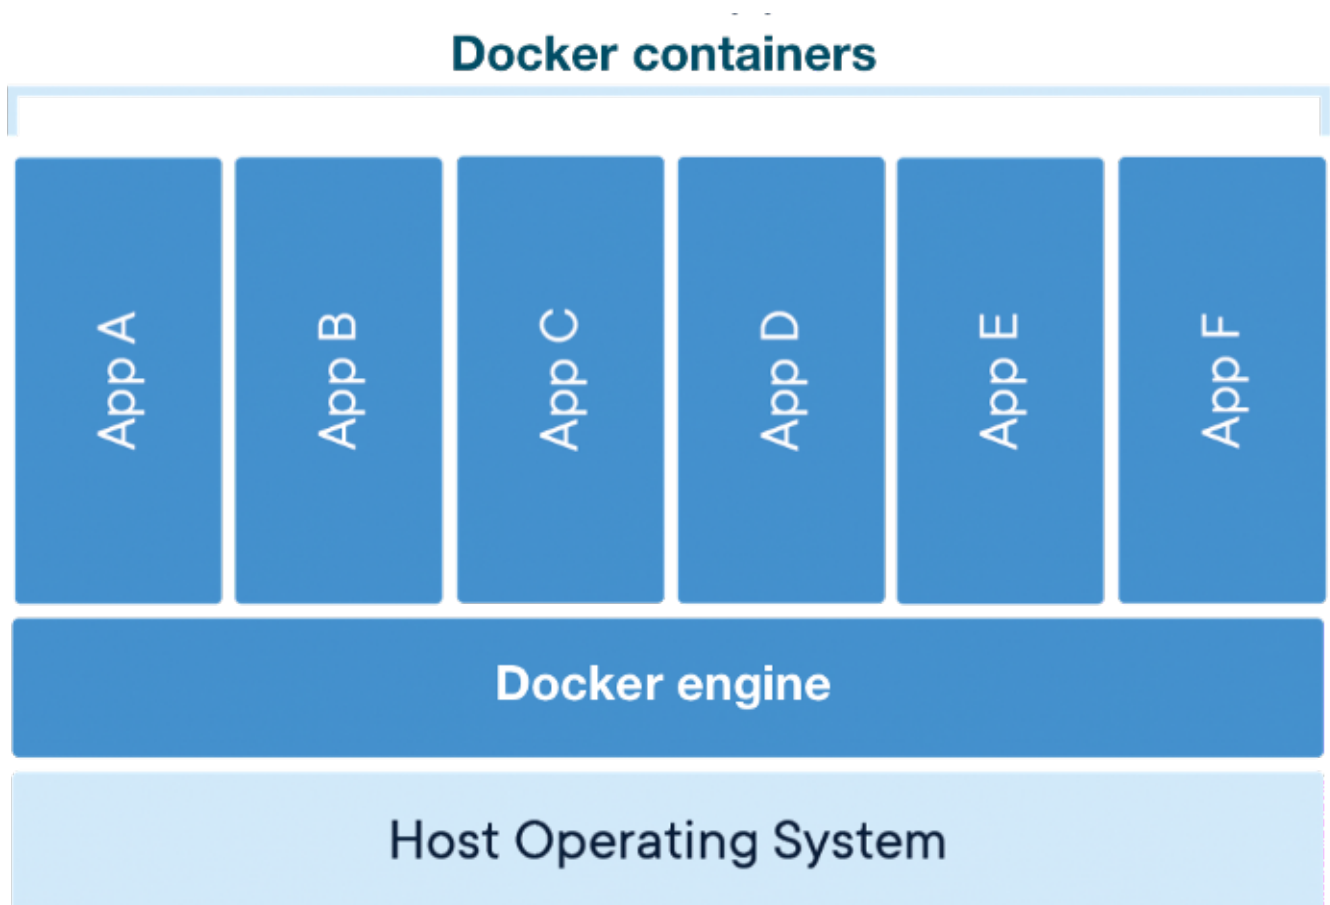 Docker containers
App A
App B
App C
App D
App E
App F
Docker engine
Host Operating System